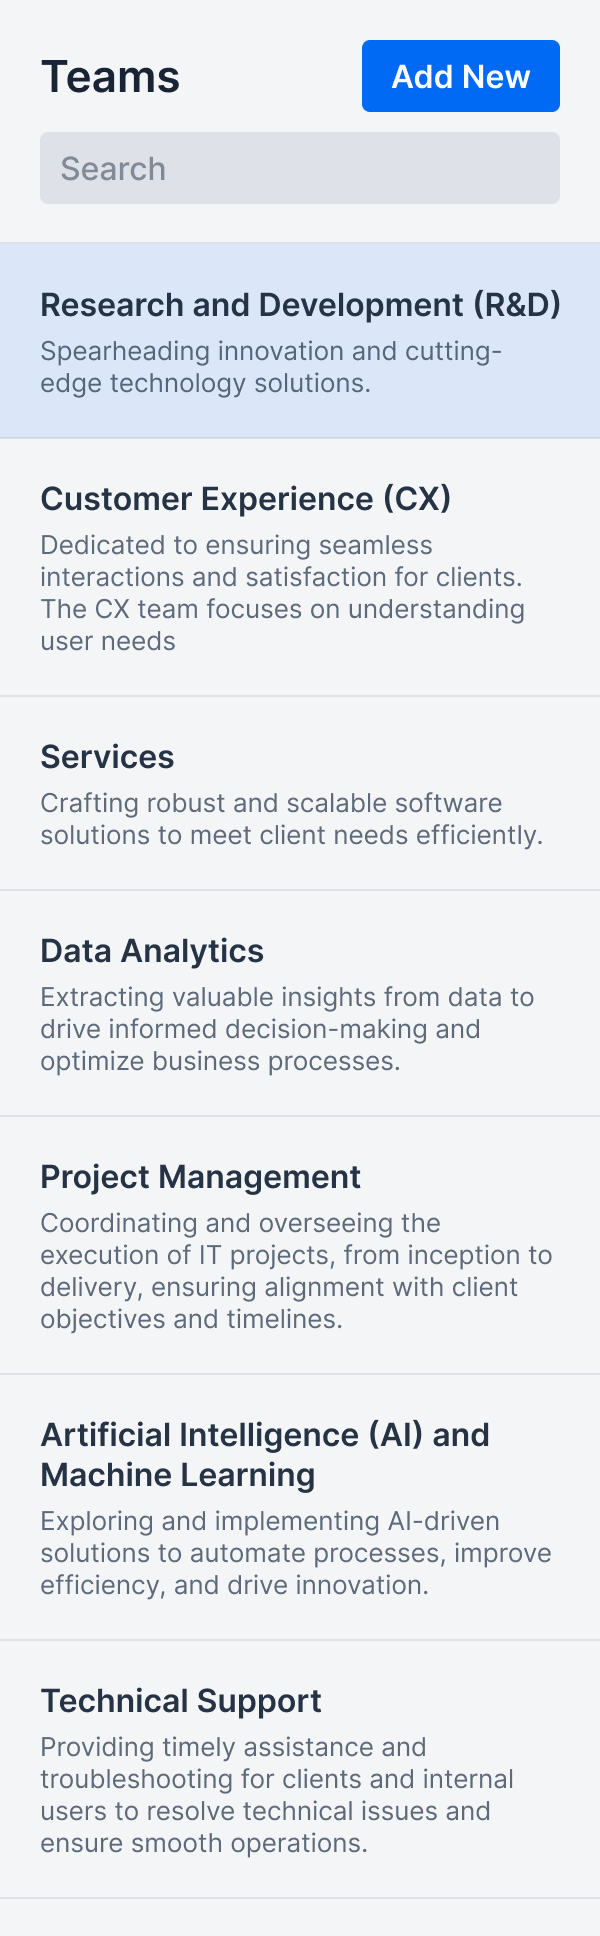 Teams
Add New
Search
Research and Development (R&D)
Spearheading innovation and cutting-
edge technology solutions.
Customer Experience (CX)
Dedicated to ensuring seamless
interactions and satisfaction for clients.
The CX team focuses on understanding
user needs
Services
Crafting robust and scalable software
solutions to meet client needs efficiently.
Data Analytics
Extracting valuable insights from data to
drive informed decision-making and
optimize business processes.
Project Management
Coordinating and overseeing the
execution of IT projects, from inception to
delivery, ensuring alignment with client
objectives and timelines.
Artificial Intelligence (AI) and
Machine Learning
Exploring and implementing AI-driven
solutions to automate processes, improve
efficiency, and drive innovation.
Technical Support
Providing timely assistance and
troubleshooting for clients and internal
users to resolve technical issues and
ensure smooth operations.